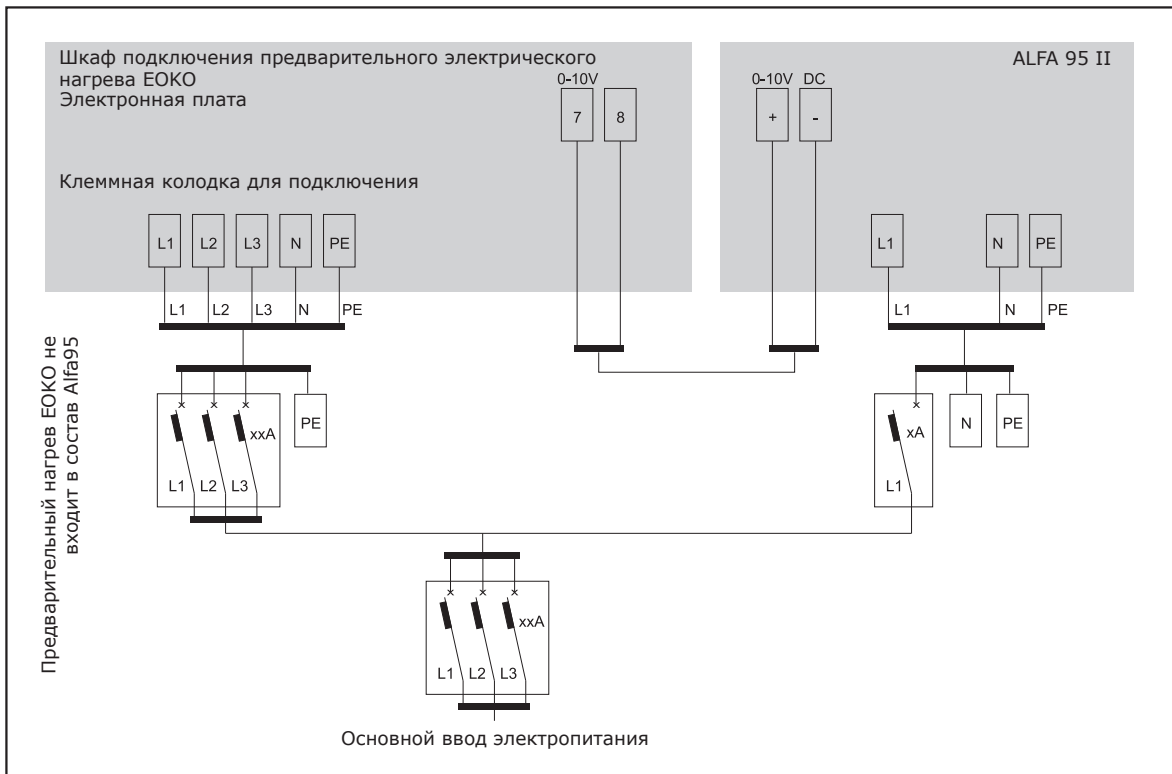 Шкаф подключения предварительного электрического
нагрева EOKO
Электронная плата
0-10V
7
8
ALFA 95 II
0-10V DC
+
-
Клеммная колодка для подключения
L1
L2
L3
N
PE
L1
N
PE
L1
L2
L3
N
PE
L1
N
PE
Предварительный нагрев EOKO не
входит в состав Alfa95
xxA
L1
L2
L3
PE
xA
L1
N
PE
xxA
L1
L2
L3
Основной ввод электропитания